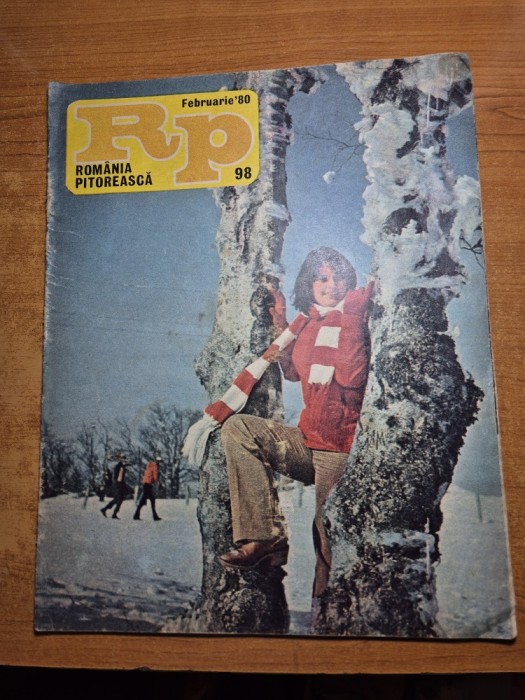 Februarie'80
Rp
ROMÂNIA
PITOREASCĂ
98